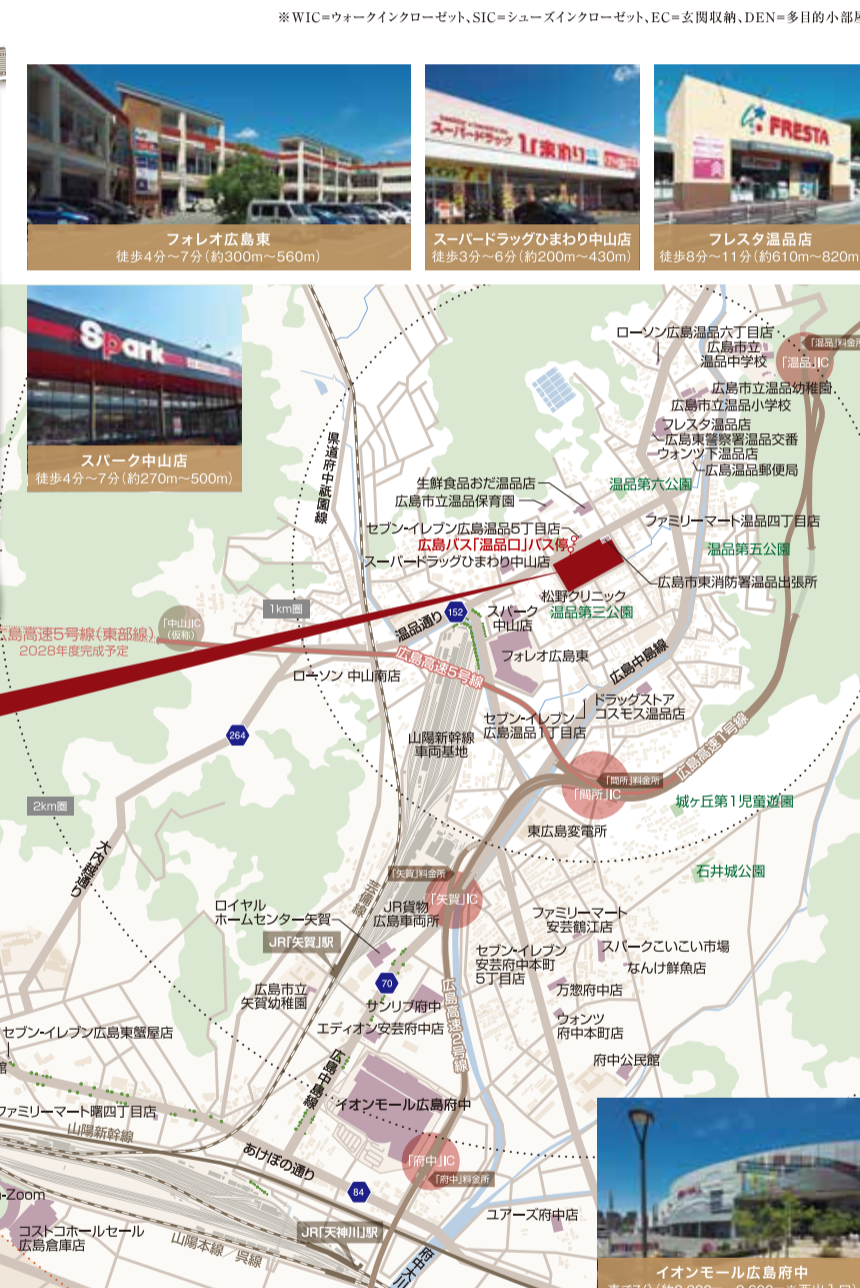 ※WIC=ウォークインクローゼット、SIC=シューズインクローゼット、EC=玄関収納、DEN=多目的小部屋
スーパードラッグ
ひまわり
FRESTA
フォレオ広島東
徒歩4分～7分(約300m～560m)
スーパードラッグひまわり中山店
徒歩3分～6分(約200m～430m)
フレスタ温品店
徒歩8分～11分(約610m～820m
Spark
スパーク中山店
徒歩4分～7分(約270m～500m)
ローソン広島温品六丁目店
広島市立
温品中学校
「温品」料金所
「温品」IC
広島市立温品幼稚園
広島市立温品小学校
フレスタ温品店
広島東警察署温品交番
ウォンツ下温品店
広島温品郵便局
県道府中祇園線
生鮮食品おだ温品店
広島市立温品保育園
温品第六公園
セブン-イレブン広島温品5丁目店
広島バス「温品口」バス停
スーパードラッグひまわり中山店
ファミリーマート温品四丁目店
温品第五公園
広島市東消防署温品出張所
松野クリニック
温品第三公園
1km圏
「中山」IC
(仮称)
広島高速5号線(東部線)
2028年度完成予定
152
温品通り
スパーク
中山店
フォレオ広島東
広島高速5号線
広島中島線
ローソン 中山南店
ドラッグストア
コスモス温品店
セブン-イレブン
広島温品1丁目店
264
山陽新幹線
車両基地
広島高速1号線
「間所」料金所
「間所」IC
城ヶ丘第1児童遊園
2km圏
東広島変電所
大内越通り
石井城公園
「矢賀」料金所
「矢賀」IC
芸備線
ロイヤル
ホームセンター矢賀
JR貨物
広島車両所
JR「矢賀」駅
ファミリーマート
安芸鶴江店
セブン-イレブン
安芸府中本町
5丁目店
スパークこいこい市場
なんけ鮮魚店
広島市立
矢賀幼稚園
70
万惣府中店
サンリブ府中
エディオン安芸府中店
広島高速2号線
ウォンツ
府中本町店
セブン-イレブン広島東蟹屋店
館
府中公民館
広島中島線
イオンモール広島府中
ファミリーマート曙四丁目店
山陽新幹線
あけぼの通り
「府中」IC
「府中」料金所
84
-Zoom
コストコホールセール
広島倉庫店
山陽本線／呉線
JR「天神川」駅
ユアーズ府中店
府中大川
イオンモール広島府中